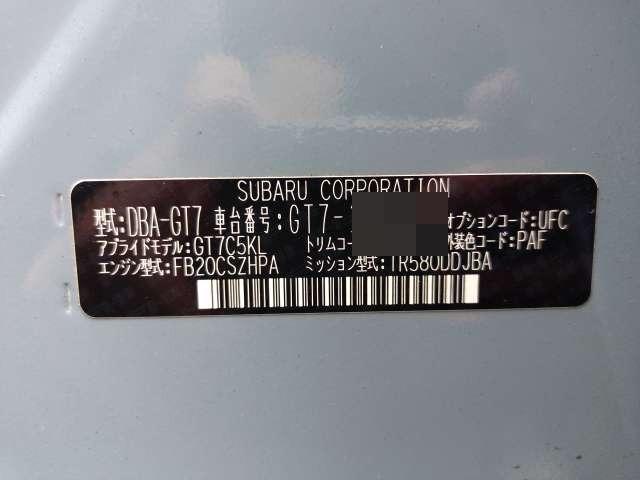 SUBARU CORPORATION
型式:DBA-GT7 車台番号:GT7- オプションコード:UFC
アプライドモデル:GT7C5KL トリムコー 外装色コード:PAF
エンジン型式:FB20CSZHPA ミッション型式:TR580DDJBA